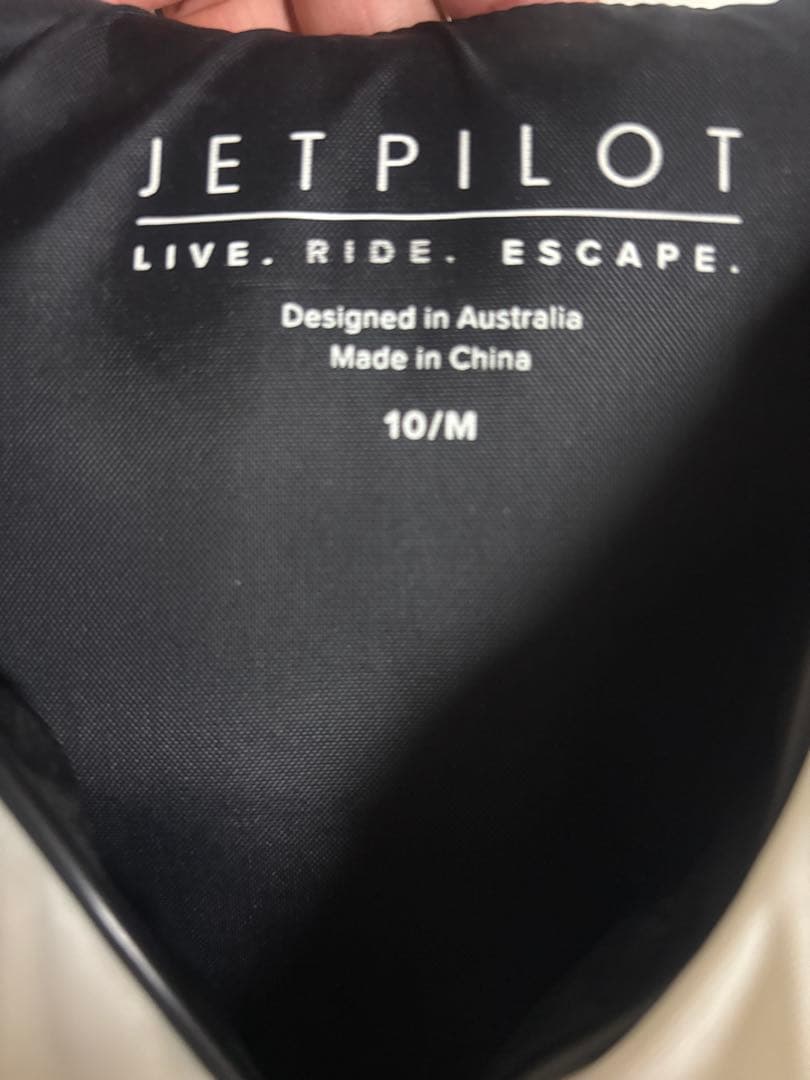 JETPILOT
LIVE. RIDE. ESCAPE.
Designed in Australia
Made in China
10/M